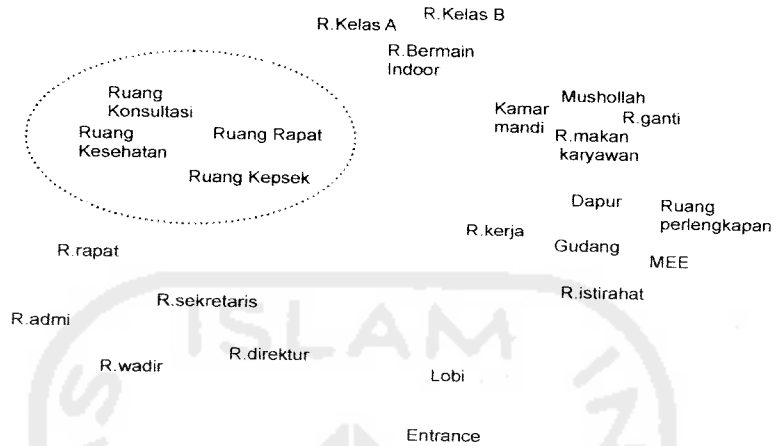 R.Kelas A
R.Kelas B
R.Bermain
Indoor
Ruang
Konsultasi
Ruang
Kesehatan
Ruang Rapat
Ruang Kepsek
Kamar
mandi
Mushollah
R.ganti
R.makan
karyawan
Dapur
Ruang
perlengkapan
R.kerja
Gudang
MEE
R.istirahat
R.rapat
R.sekretaris
R.admi
R.wadir
R.direktur
Lobi
Entrance
ISLAM